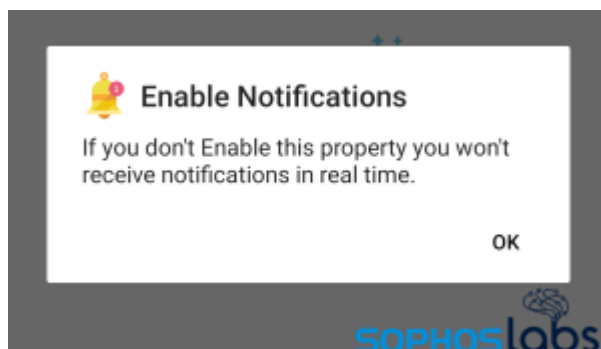 Enable Notifications
If you don't Enable this property you won't
receive notifications in real time.
OK
SOPHOSlabs